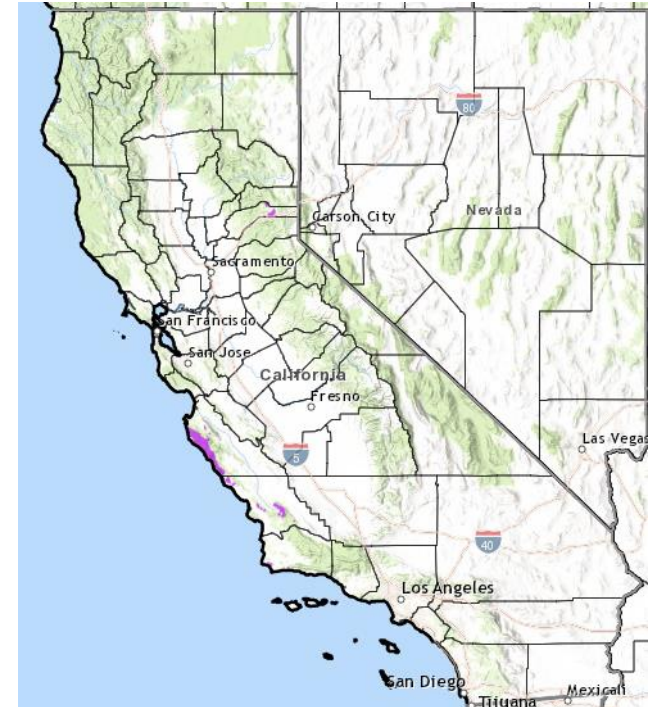 80
Nevada
Carson City
Sacramento
San Francisco
San Jose
California
Fresno
5
Las Vegas
40
Los Angeles
San Diego
Tijuana
Mexicali